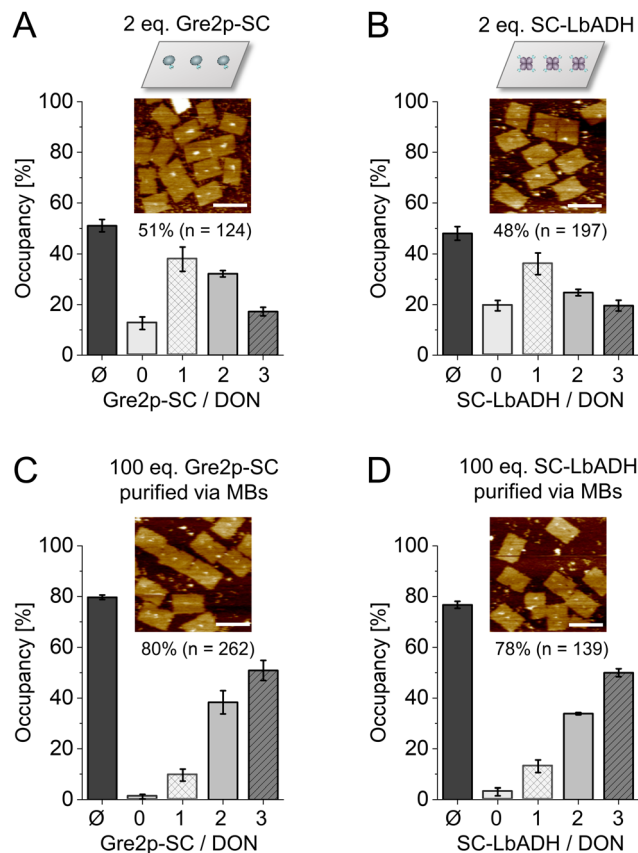 A
2 eq. Gre2p-SC
Occupancy [%]
100
80
60
40
20
0
51% (n = 124)
Ø 0 1 2 3
Gre2p-SC / DON
B
2 eq. SC-LbADH
Occupancy [%]
100
80
60
40
20
0
48% (n = 197)
Ø 0 1 2 3
SC-LbADH / DON
C
100 eq. Gre2p-SC
purified via MBs
Occupancy [%]
100
80
60
40
20
0
80% (n = 262)
Ø 0 1 2 3
Gre2p-SC / DON
D
100 eq. SC-LbADH
purified via MBs
Occupancy [%]
100
80
60
40
20
0
78% (n = 139)
Ø 0 1 2 3
SC-LbADH / DON